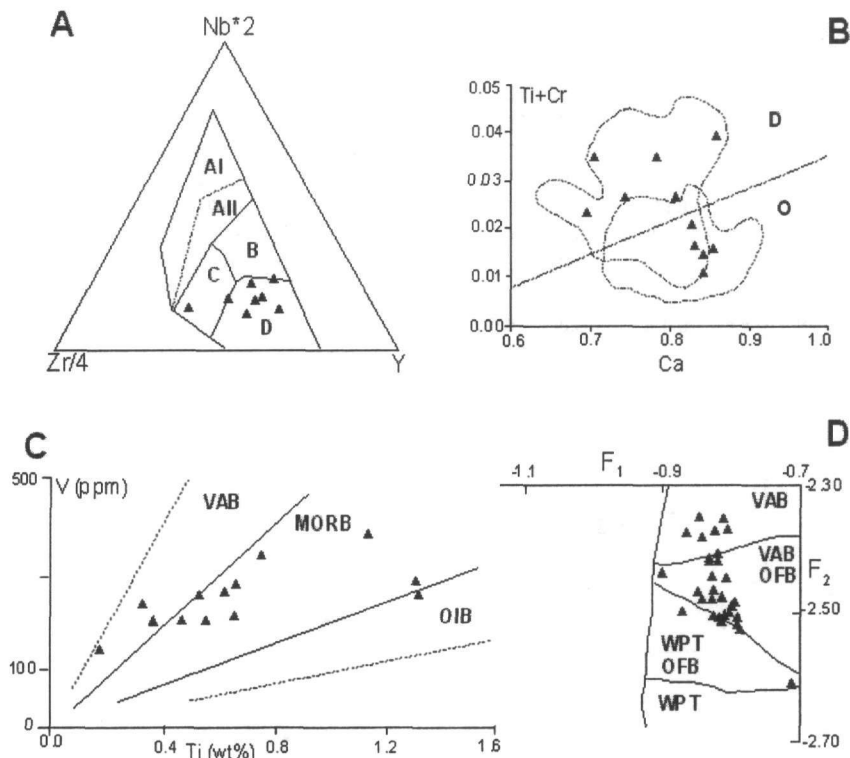 A
Nb*2
AI
AII
B
C
D
Zr/4
Y
B
Ti+Cr
0.05
0.04
0.03
0.02
0.01
0.00
D
O
0.6
0.7
0.8
0.9
1.0
Ca
C
V (ppm)
500
100
0
VAB
MORB
OIB
0.0
0.4
0.8
1.2
1.6
Ti (wt%)
D
-1.1
F1
-0.9
-0.7
-2.30
VAB
VAB
OFB
F2
-2.50
WPT
OFB
WPT
-2.70